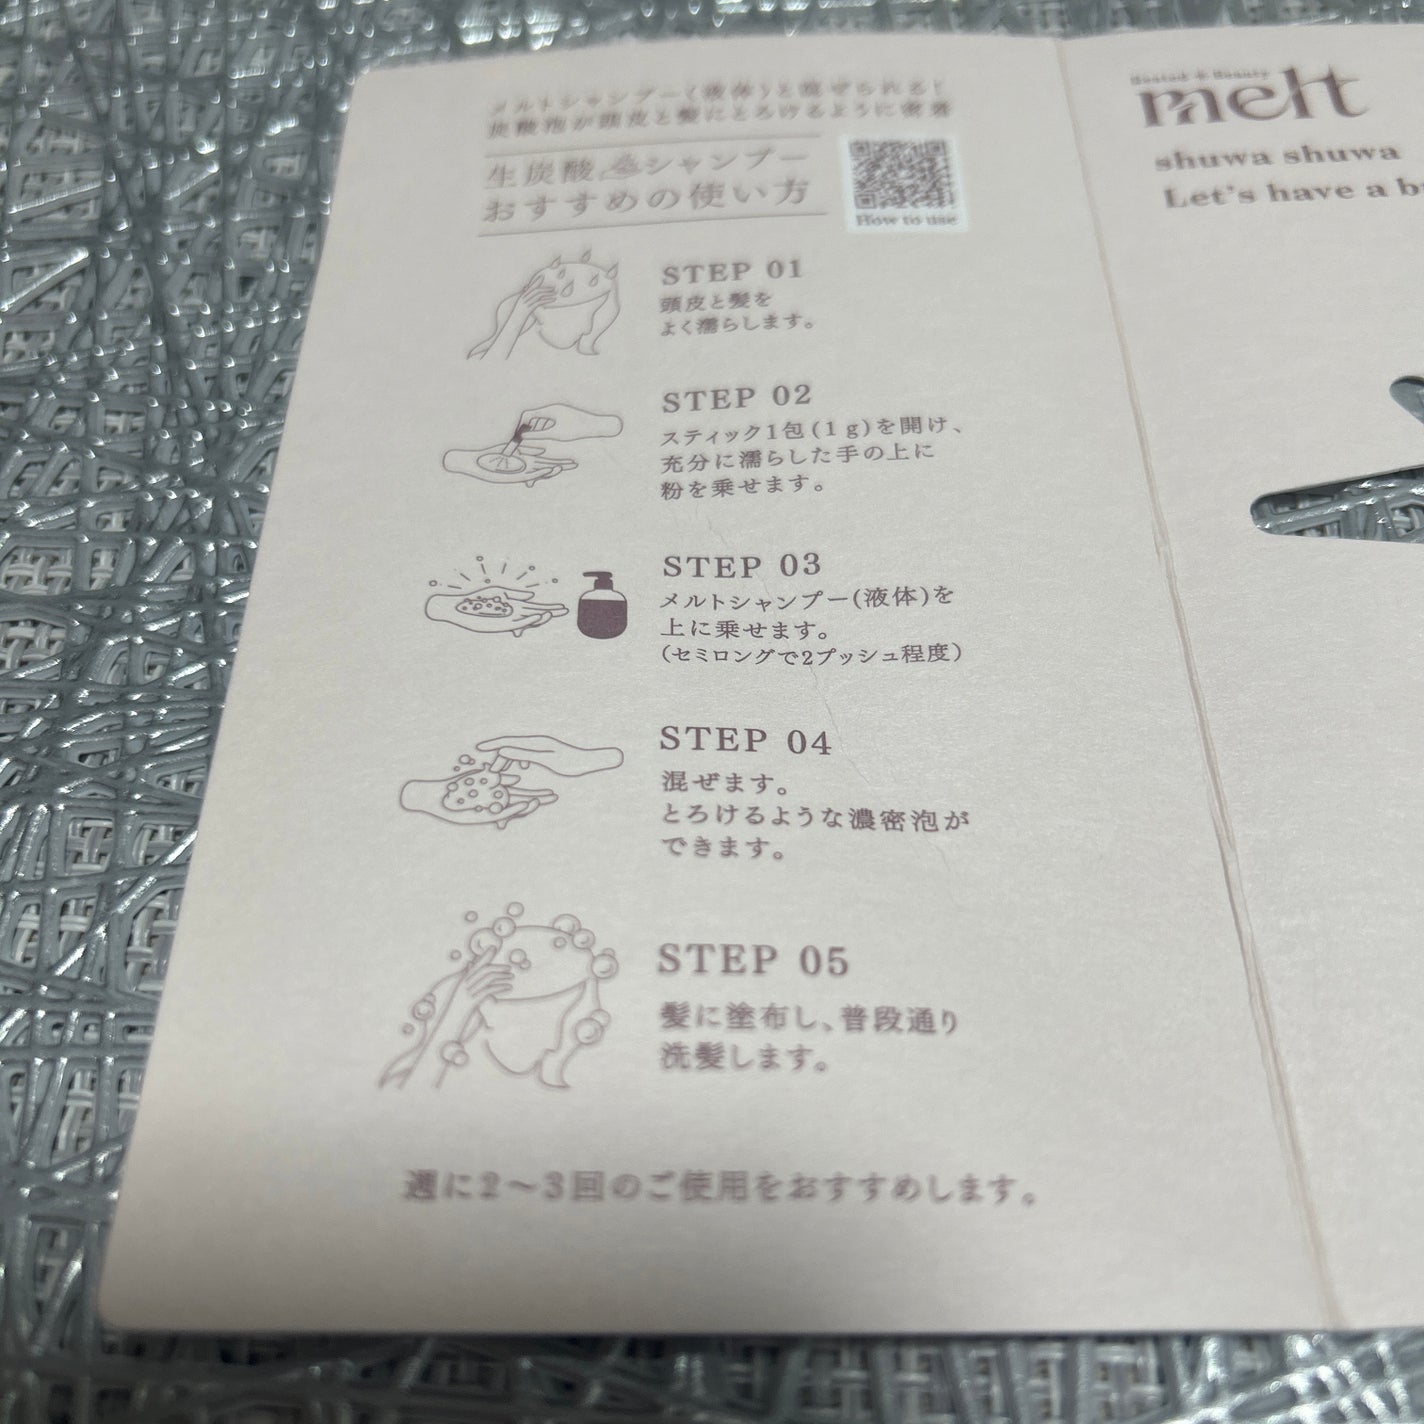 メルトシャンプー(液体)と混ぜられる!
炭酸泡が頭皮と髪にとろけるように密着
生炭酸シャンプー
おすすめの使い方
How to use
STEP 01
頭皮と髪を
よく濡らします。
STEP 02
スティック1包(1g)を開け、
充分に濡らした手の上に
粉を乗せます。
STEP 03
メルトシャンプー(液体)を
上に乗せます。
(セミロングで2プッシュ程度)
STEP 04
混ぜます。
とろけるような濃密泡が
できます。
STEP 05
髪に塗布し、普段通り
洗髪します。
週に2〜3回のご使用をおすすめします。
Rooted + Beauty
melt
shuwa shuwa
Let's have a b